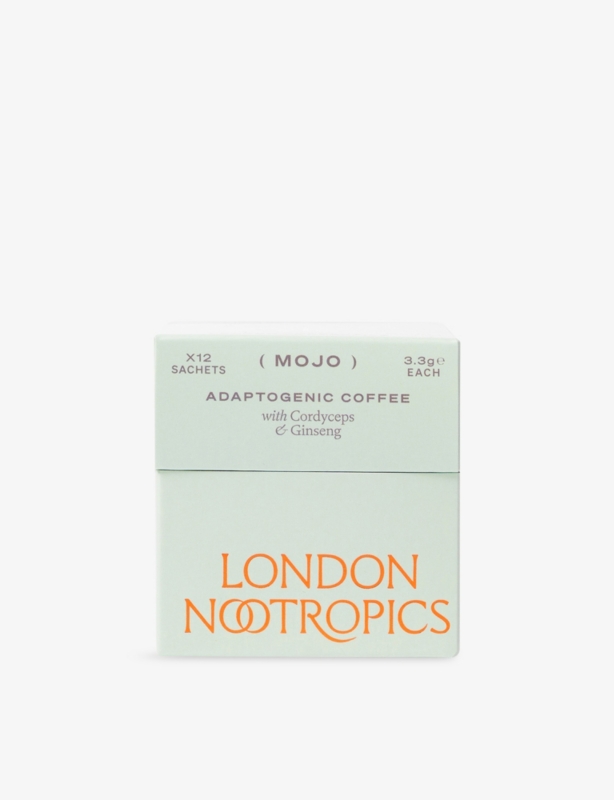 X12
SACHETS
( MOJO )
3.3g℮
EACH
ADAPTOGENIC COFFEE
with Cordyceps
& Ginseng
LONDON
NOOTROPICS